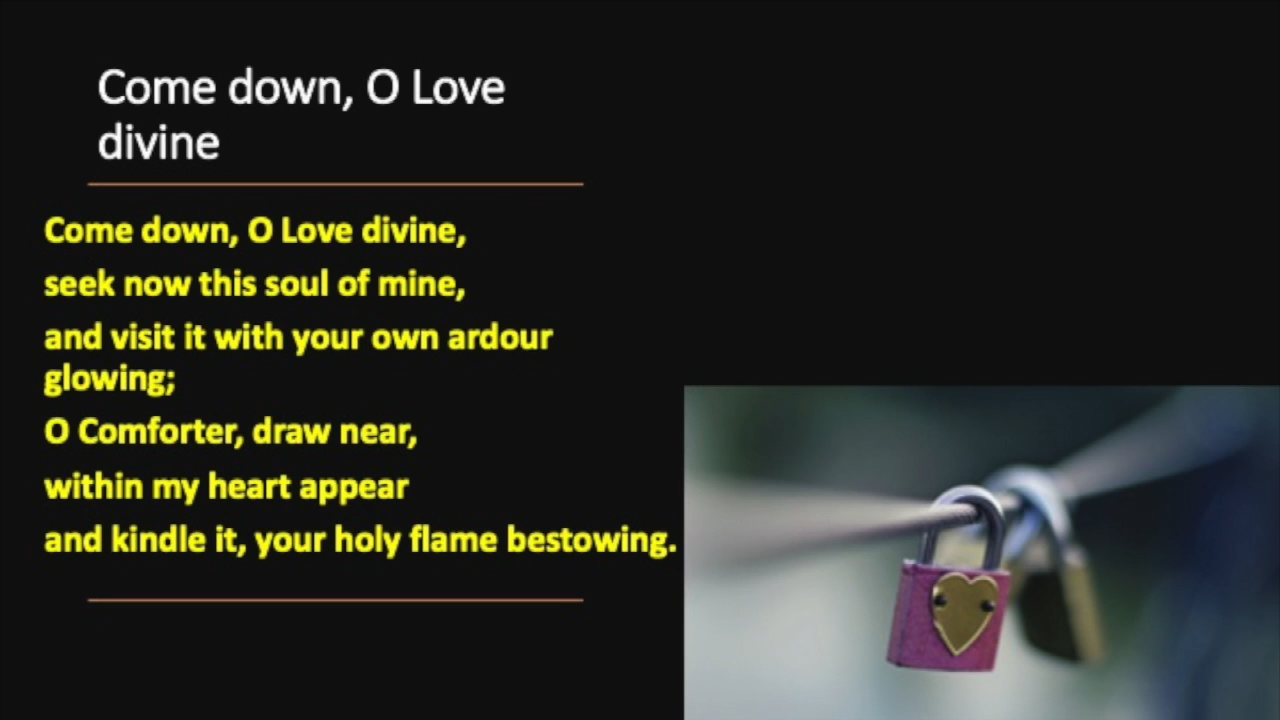 Come down, O Love
divine
Come down, O Love divine,
seek now this soul of mine,
and visit it with your own ardour
glowing;
O Comforter, draw near,
within my heart appear
and kindle it, your holy flame bestowing.